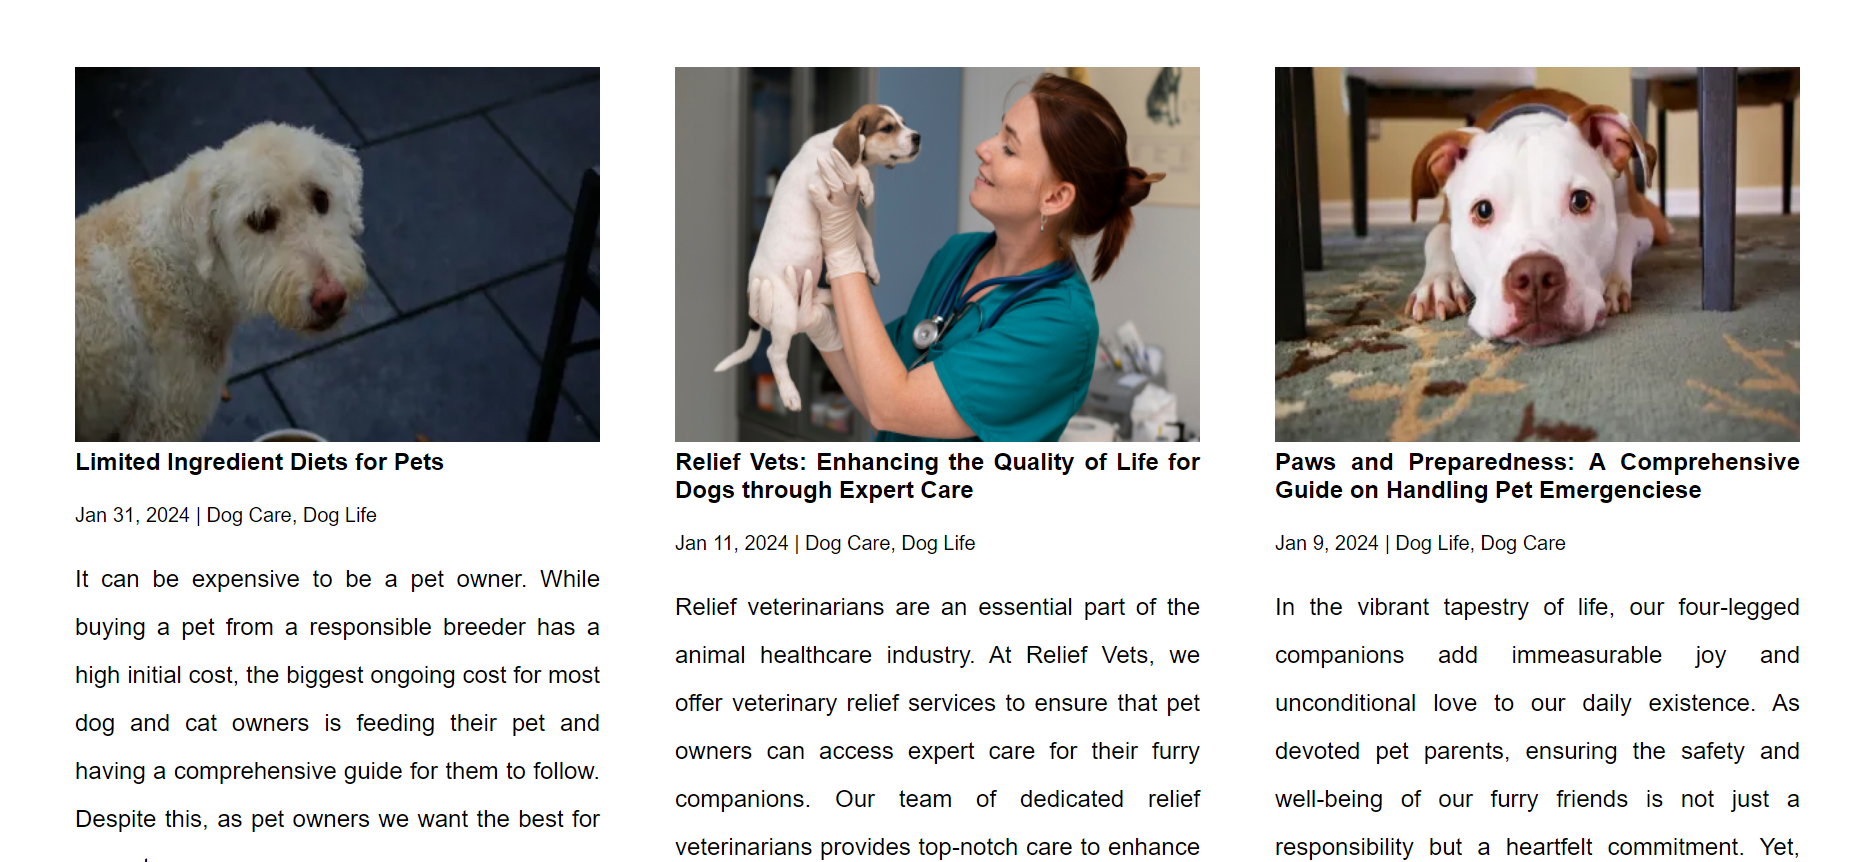 Limited Ingredient Diets for Pets
Jan 31, 2024 | Dog Care, Dog Life
It can be expensive to be a pet owner. While
buying a pet from a responsible breeder has a
high initial cost, the biggest ongoing cost for most
dog and cat owners is feeding their pet and
having a comprehensive guide for them to follow.
Despite this, as pet owners we want the best for
Relief Vets: Enhancing the Quality of Life for
Dogs through Expert Care
Jan 11, 2024 | Dog Care, Dog Life
Relief veterinarians are an essential part of the
animal healthcare industry. At Relief Vets, we
offer veterinary relief services to ensure that pet
owners can access expert care for their furry
companions. Our team of dedicated relief
veterinarians provides top-notch care to enhance
Paws and Preparedness: A Comprehensive
Guide on Handling Pet Emergenciese
Jan 9, 2024 | Dog Life, Dog Care
In the vibrant tapestry of life, our four-legged
companions add immeasurable joy and
unconditional love to our daily existence. As
devoted pet parents, ensuring the safety and
well-being of our furry friends is not just a
responsibility but a heartfelt commitment. Yet,